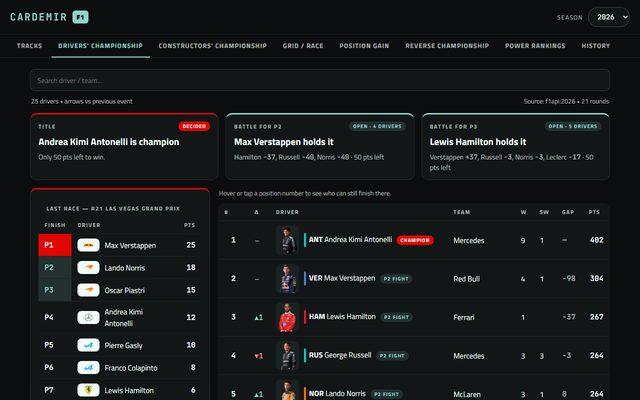 CARDEMIR F1
SEASON 2026
TRACKS DRIVERS' CHAMPIONSHIP CONSTRUCTORS' CHAMPIONSHIP GRID / RACE POSITION GAIN REVERSE CHAMPIONSHIP POWER RANKINGS HISTORY
Search driver / team...
25 drivers • arrows vs previous event
Source: f1api:2026 • 21 rounds
TITLE DECIDED
Andrea Kimi Antonelli is champion
Only 50 pts left to win.
BATTLE FOR P2 OPEN · 4 DRIVERS
Max Verstappen holds it
Hamilton -37, Russell -40, Norris -40 · 50 pts left
BATTLE FOR P3 OPEN · 5 DRIVERS
Lewis Hamilton holds it
Verstappen +37, Russell -3, Norris -3, Leclerc -17 · 50
pts left
LAST RACE — R21 LAS VEGAS GRAND PRIX
FINISH DRIVER PTS
P1 Max Verstappen 25
P2 Lando Norris 18
P3 Oscar Piastri 15
P4 Andrea Kimi
Antonelli 12
P5 Pierre Gasly 10
P6 Franco Colapinto 8
P7 Lewis Hamilton 6
Hover or tap a position number to see who can still finish there.
# Δ DRIVER TEAM W SW GAP PTS
1 — ANT Andrea Kimi Antonelli CHAMPION Mercedes 9 1 — 402
2 — VER Max Verstappen P2 FIGHT Red Bull 4 1 -98 304
3 ▲1 HAM Lewis Hamilton P2 FIGHT Ferrari 1 -37 267
4 ▼1 RUS George Russell P2 FIGHT Mercedes 3 3 -3 264
5 ▲1 NOR Lando Norris P2 FIGHT McLaren 3 1 0 264